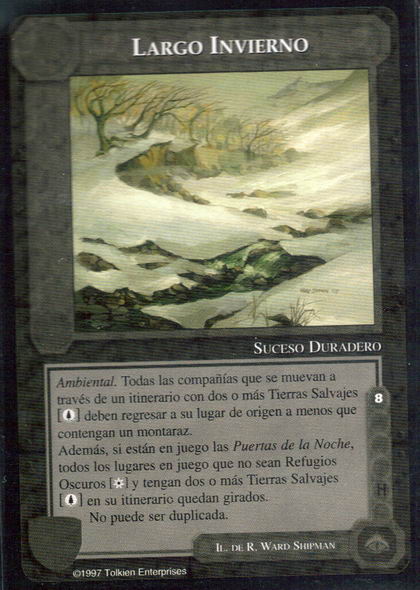 LARGO INVIERNO
SUCESO DURADERO
Ambiental. Todas las compañías que se muevan a
través de un itinerario con dos o más Tierras Salvajes
[ ] deben regresar a su lugar de origen a menos que
contengan un montaraz.
Además, si están en juego las Puertas de la Noche,
todos los lugares en juego que no sean Refugios
Oscuros [ ] y tengan dos o más Tierras Salvajes
[ ] en su itinerario quedan girados.
No puede ser duplicada.
8
H
IL. DE R. WARD SHIPMAN
©1997 Tolkien Enterprises